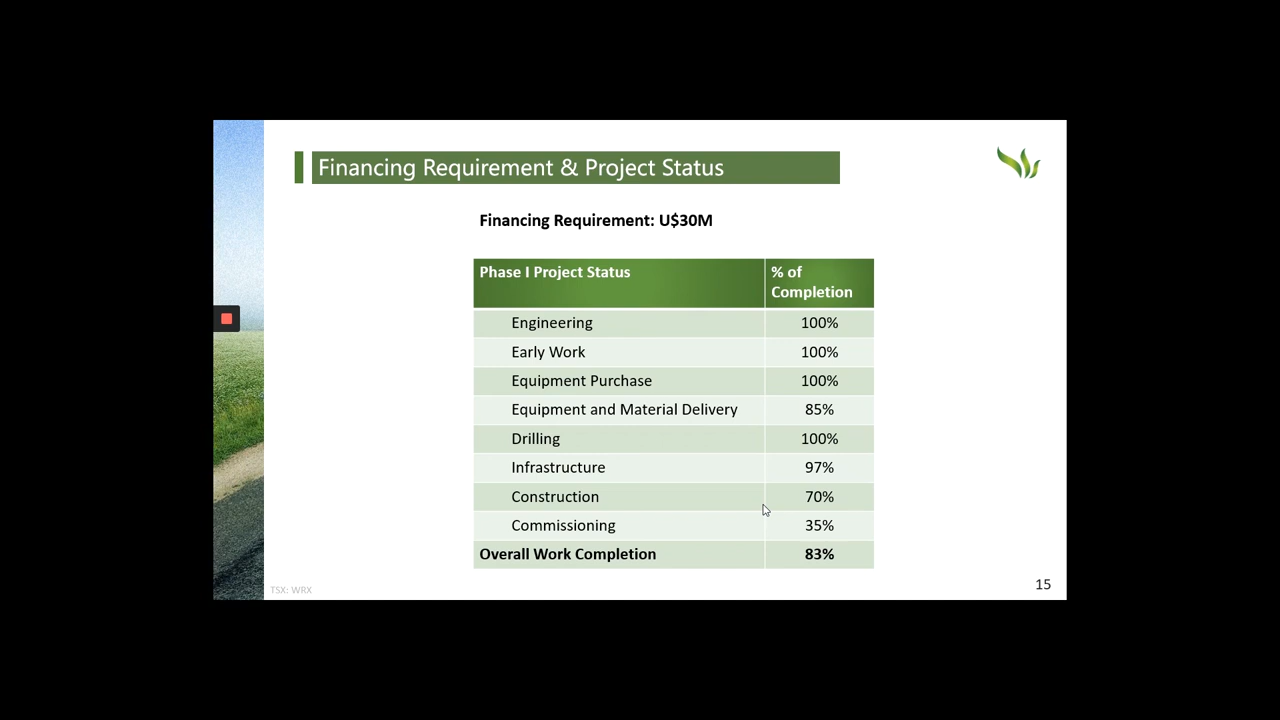 Financing Requirement & Project Status
Financing Requirement: U$30M
Phase I Project Status
% of
Completion
Engineering 100%
Early Work 100%
Equipment Purchase 100%
Equipment and Material Delivery 85%
Drilling 100%
Infrastructure 97%
Construction 70%
Commissioning 35%
Overall Work Completion 83%
TSX: WRX
15